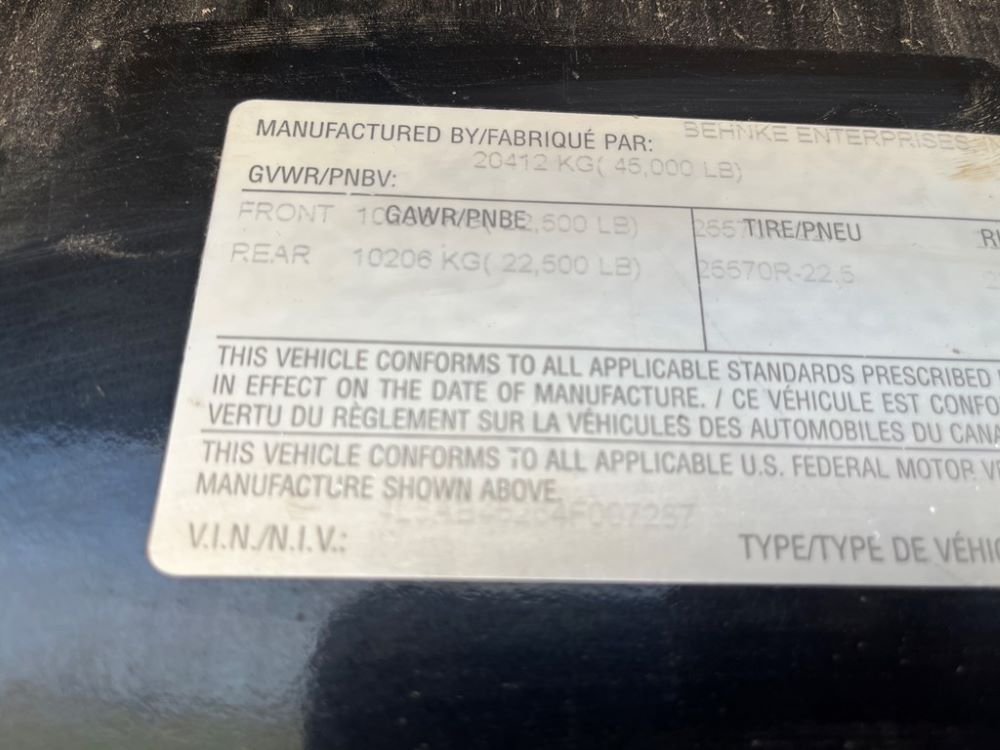 MANUFACTURED BY/FABRIQUÉ PAR: BEHNKE ENTERPRISES
20412 KG( 45,000 LB)
GVWR/PNBV:
GAWR/PNBE TIRE/PNEU
FRONT 2,500 LB)
REAR 10206 KG( 22,500 LB) 25570R-22.5
THIS VEHICLE CONFORMS TO ALL APPLICABLE STANDARDS PRESCRIBED
IN EFFECT ON THE DATE OF MANUFACTURE. / CE VÉHICULE EST CONFO
VERTU DU RÈGLEMENT SUR LA VÉHICULES DES AUTOMOBILES DU CANA
THIS VEHICLE CONFORMS TO ALL APPLICABLE U.S. FEDERAL MOTOR VE
MANUFACTURE SHOWN ABOVE.
V.I.N./N.I.V.:
TYPE/TYPE DE VÉHIC